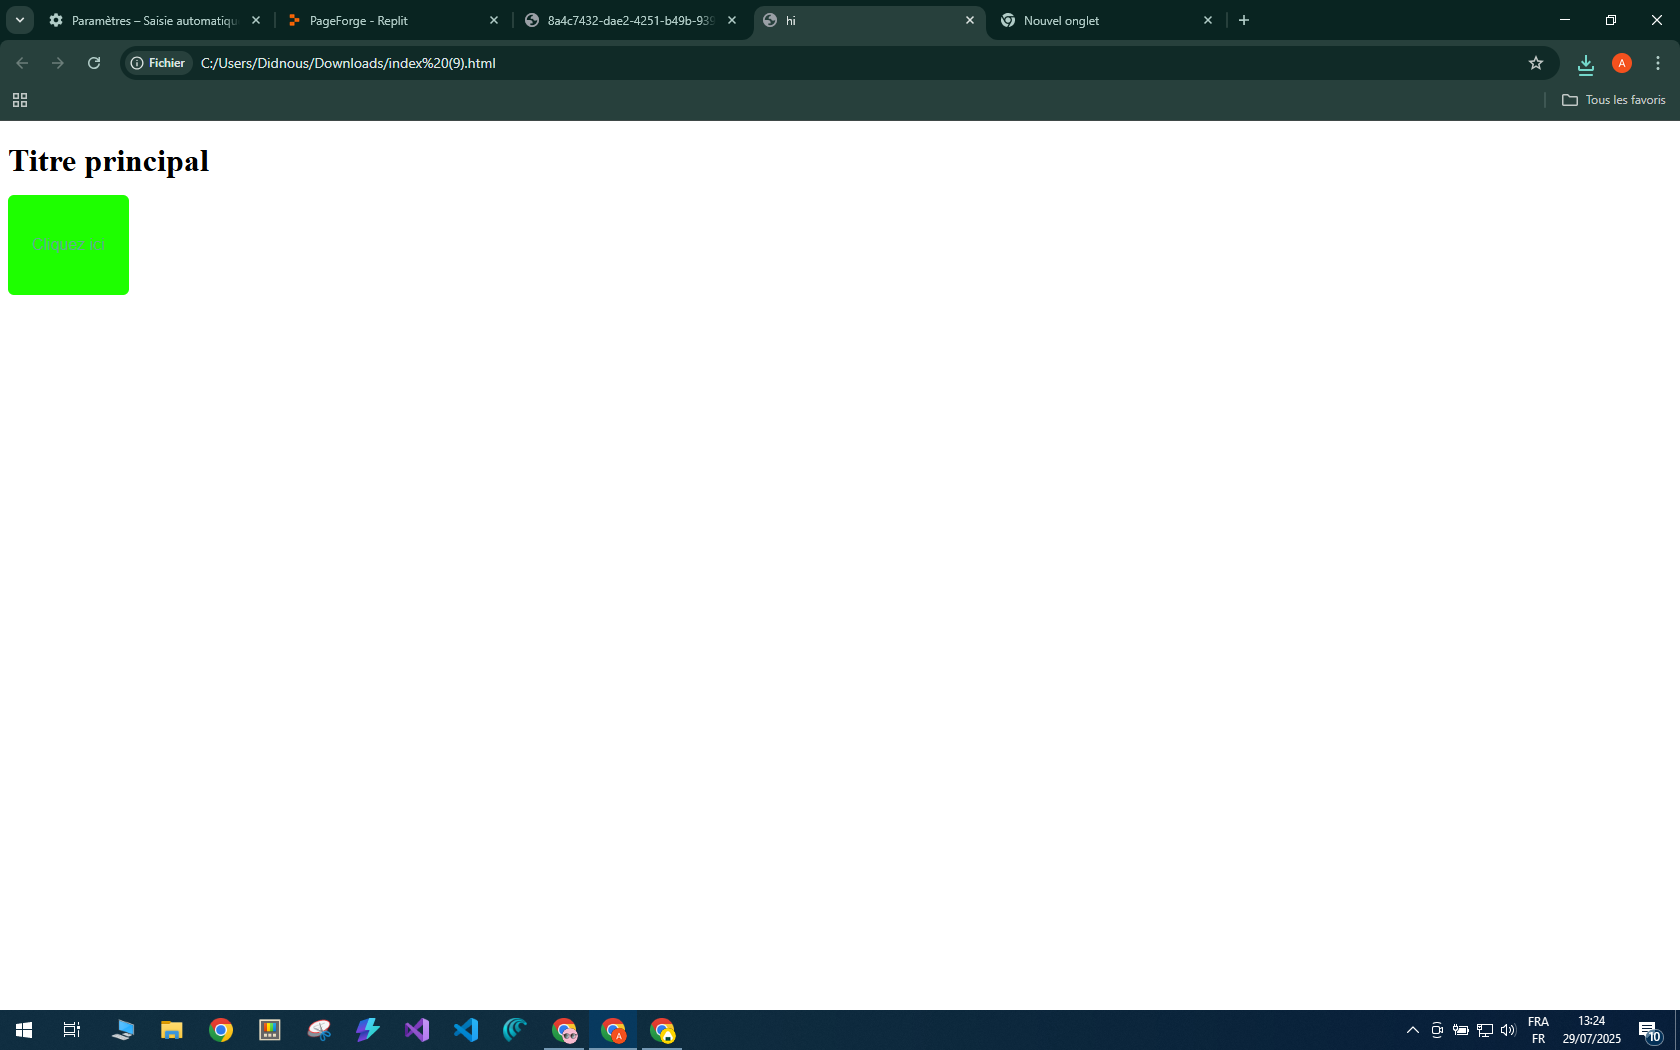 Paramètres – Saisie automatiqu
PageForge - Replit
8a4c7432-dae2-4251-b49b-939
hi
Nouvel onglet
Fichier
C:/Users/Didnous/Downloads/index%20(9).html
A
Tous les favoris
Titre principal
Cliquez ici
A
FRA
FR
13:24
29/07/2025
10